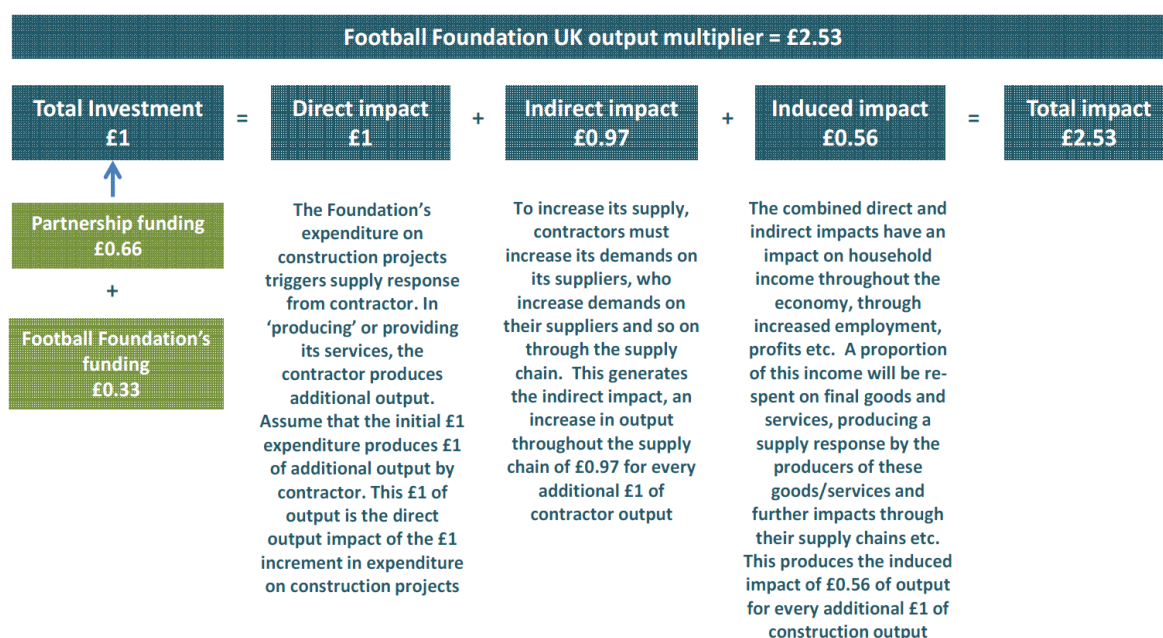 Football Foundation UK output multiplier = £2.53
Total Investment
£1
=
Direct impact
£1
+
Indirect impact
£0.97
+
Induced impact
£0.56
=
Total impact
£2.53
Partnership funding
£0.66
+
Football Foundation's
funding
£0.33
The Foundation's
expenditure on
construction projects
triggers supply response
from contractor. In
‘producing’ or providing
its services, the
contractor produces
additional output.
Assume that the initial £1
expenditure produces £1
of additional output by
contractor. This £1 of
output is the direct
output impact of the £1
increment in expenditure
on construction projects
To increase its supply,
contractors must
increase its demands on
its suppliers, who
increase demands on
their suppliers and so on
through the supply
chain.  This generates
the indirect impact, an
increase in output
throughout the supply
chain of £0.97 for every
additional £1 of
contractor output
The combined direct and
indirect impacts have an
impact on household
income throughout the
economy, through
increased employment,
profits etc.  A proportion
of this income will be re-
spent on final goods and
services, producing a
supply response by the
producers of these
goods/services and
further impacts through
their supply chains etc.
This produces the induced
impact of £0.56 of output
for every additional £1 of
construction output